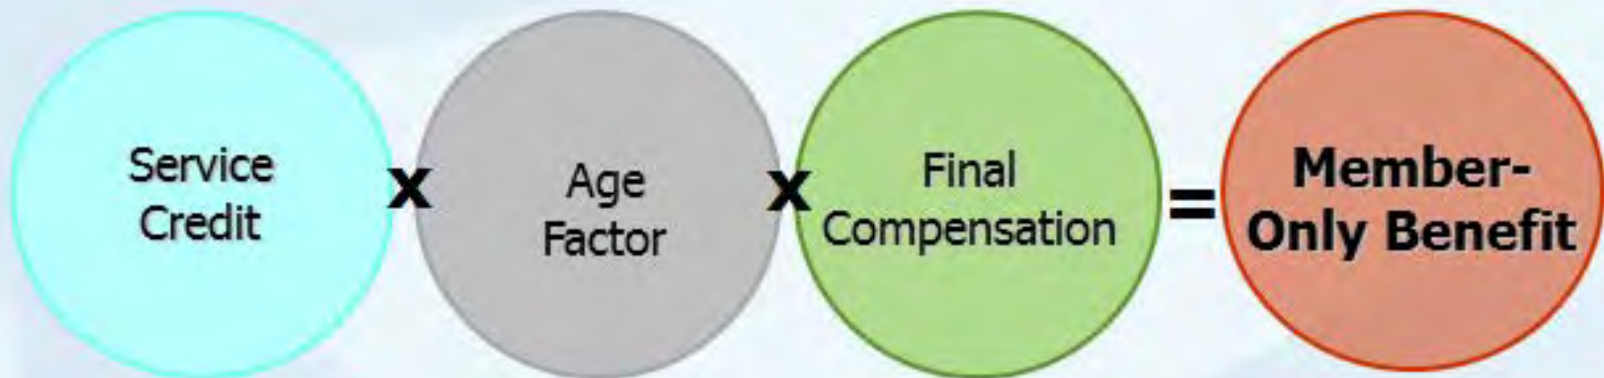 Service
Credit
x
Age
Factor
x
Final
Compensation
=
Member-
Only Benefit